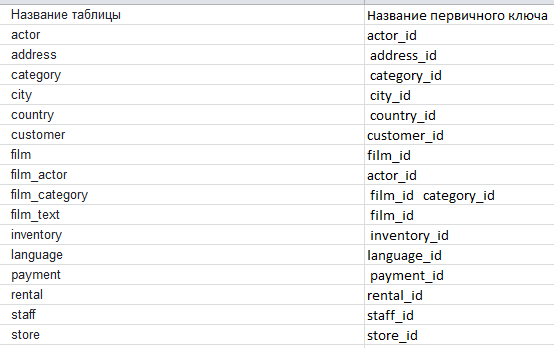 Название таблицы Название первичного ключа
actor actor_id
address address_id
category category_id
city city_id
country country_id
customer customer_id
film film_id
film_actor actor_id
film_category film_id category_id
film_text film_id
inventory inventory_id
language language_id
payment payment_id
rental rental_id
staff staff_id
store store_id